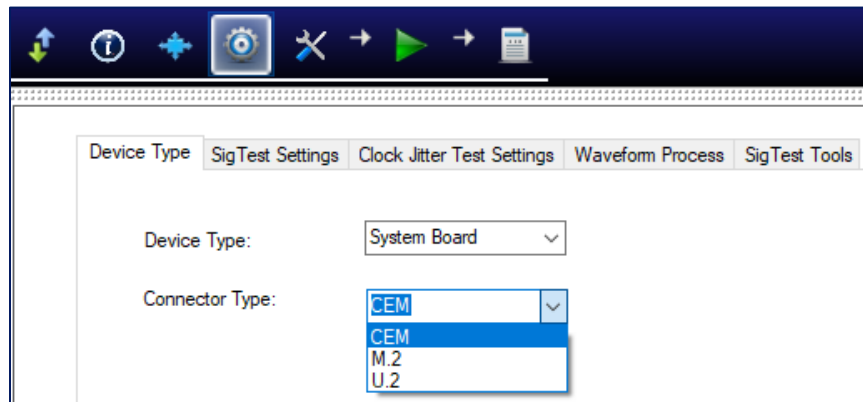 Device Type SigTest Settings Clock Jitter Test Settings Waveform Process SigTest Tools
Device Type: System Board
Connector Type: CEM
CEM
M.2
U.2